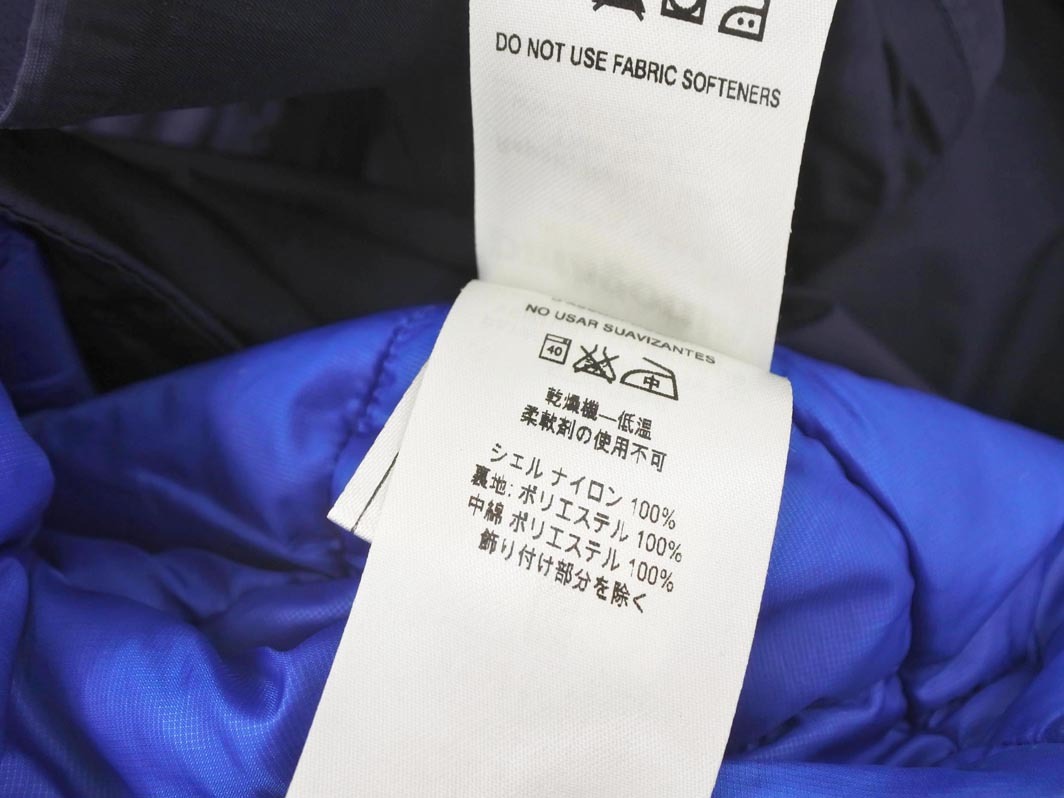 DO NOT USE FABRIC SOFTENERS
NO USAR SUAVIZANTES
40
中
乾燥機—低温
柔軟剤の使用不可
シェル ナイロン 100%
裏地: ポリエステル 100%
中綿 ポリエステル 100%
飾り付け部分を除く